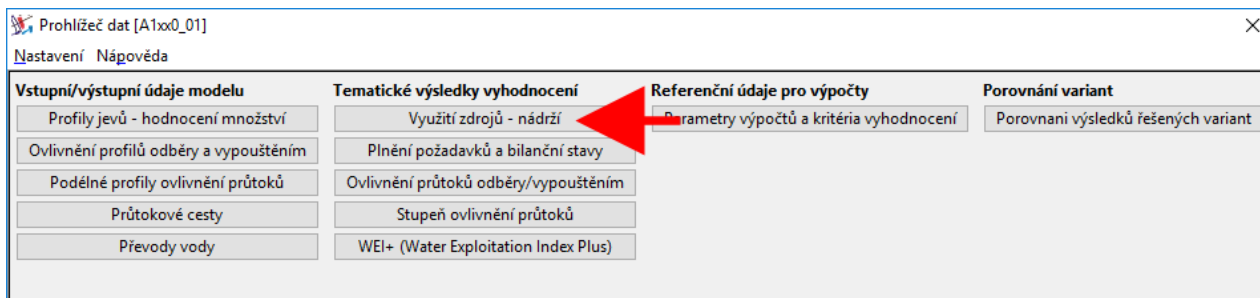 Prohlížeč dat [A1xx0_01]
Nastavení Nápověda
Vstupní/výstupní údaje modelu
Profily jevů - hodnocení množství
Ovlivnění profilů odběry a vypouštěním
Podélné profily ovlivnění průtoků
Průtokové cesty
Převody vody
Tematické výsledky vyhodnocení
Využití zdrojů - nádrží
Plnění požadavků a bilanční stavy
Ovlivnění průtoků odběry/vypouštěním
Stupeň ovlivnění průtoků
WEI+ (Water Exploitation Index Plus)
Referenční údaje pro výpočty
Parametry výpočtů a kritéria vyhodnocení
Porovnání variant
Porovnani výsledků řešených variant